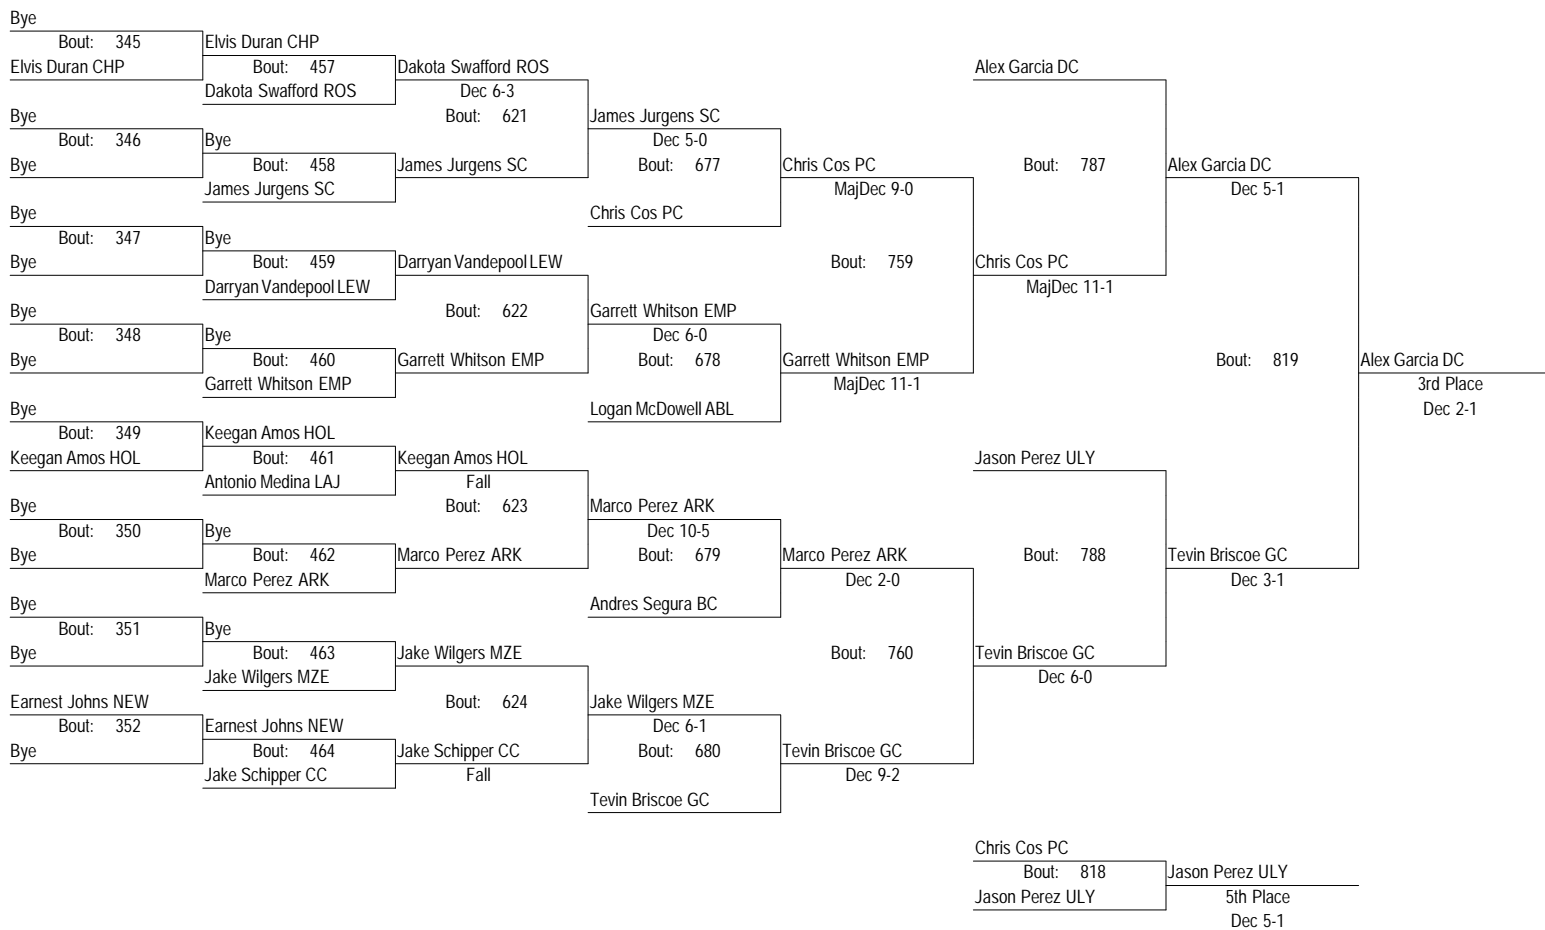 Bye
Bout: 345
Elvis Duran CHP
Elvis Duran CHP
Bout: 457
Dakota Swafford ROS
Dakota Swafford ROS
Dec 6-3
Bye
Bout: 346
Bye
Bye
Bout: 458
James Jurgens SC
Bout: 621
James Jurgens SC
James Jurgens SC
Dec 5-0
Bout: 677
Chris Cos PC
Bye
Bout: 347
Bye
Bye
Bout: 459
Darryan Vandepool LEW
Darryan Vandepool LEW
Bye
Bout: 348
Bye
Bye
Bout: 460
Garrett Whitson EMP
Bout: 622
Garrett Whitson EMP
Garrett Whitson EMP
Dec 6-0
Bout: 678
Logan McDowell ABL
Chris Cos PC
MajDec 9-0
Bout: 759
Garrett Whitson EMP
MajDec 11-1
Alex Garcia DC
Bout: 787
Chris Cos PC
MajDec 11-1
Alex Garcia DC
Dec 5-1
Bye
Bout: 349
Keegan Amos HOL
Keegan Amos HOL
Bout: 461
Antonio Medina LAJ
Keegan Amos HOL
Fall
Bye
Bout: 350
Bye
Bye
Bout: 462
Marco Perez ARK
Bout: 623
Marco Perez ARK
Marco Perez ARK
Dec 10-5
Bout: 679
Andres Segura BC
Bye
Bout: 351
Bye
Bye
Bout: 463
Jake Wilgers MZE
Jake Wilgers MZE
Earnest Johns NEW
Bout: 352
Bye
Earnest Johns NEW
Bout: 464
Jake Schipper CC
Bout: 624
Jake Schipper CC
Fall
Jake Wilgers MZE
Dec 6-1
Bout: 680
Tevin Briscoe GC
Marco Perez ARK
Dec 2-0
Bout: 760
Tevin Briscoe GC
Dec 9-2
Jason Perez ULY
Bout: 788
Tevin Briscoe GC
Dec 6-0
Tevin Briscoe GC
Dec 3-1
Bout: 819
Alex Garcia DC
3rd Place
Dec 2-1
Chris Cos PC
Bout: 818
Jason Perez ULY
Jason Perez ULY
5th Place
Dec 5-1